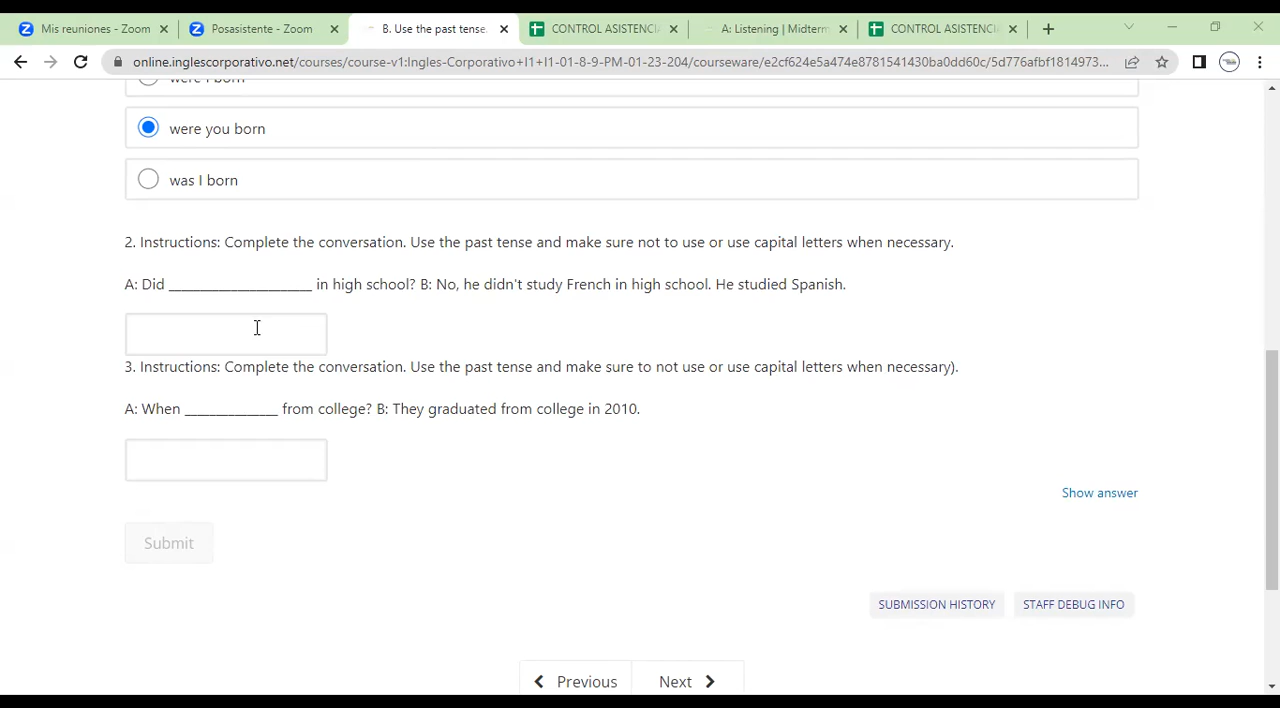 Mis reuniones - Zoom
Posasistente - Zoom
B. Use the past tense
CONTROL ASISTENCIA
A: Listening | Midterm
CONTROL ASISTENCIA
online.inglescorporativo.net/courses/course-v1:Ingles-Corporativo+I1+I1-01-8-9-PM-01-23-204/courseware/e2cf624e5a474e8781541430ba0dd60c/5d776afbf1814973...
were I born
were you born
was I born
2. Instructions: Complete the conversation. Use the past tense and make sure not to use or use capital letters when necessary.
A: Did ____________________ in high school? B: No, he didn't study French in high school. He studied Spanish.
3. Instructions: Complete the conversation. Use the past tense and make sure to not use or use capital letters when necessary).
A: When _____________ from college? B: They graduated from college in 2010.
Show answer
Submit
SUBMISSION HISTORY
STAFF DEBUG INFO
Previous
Next